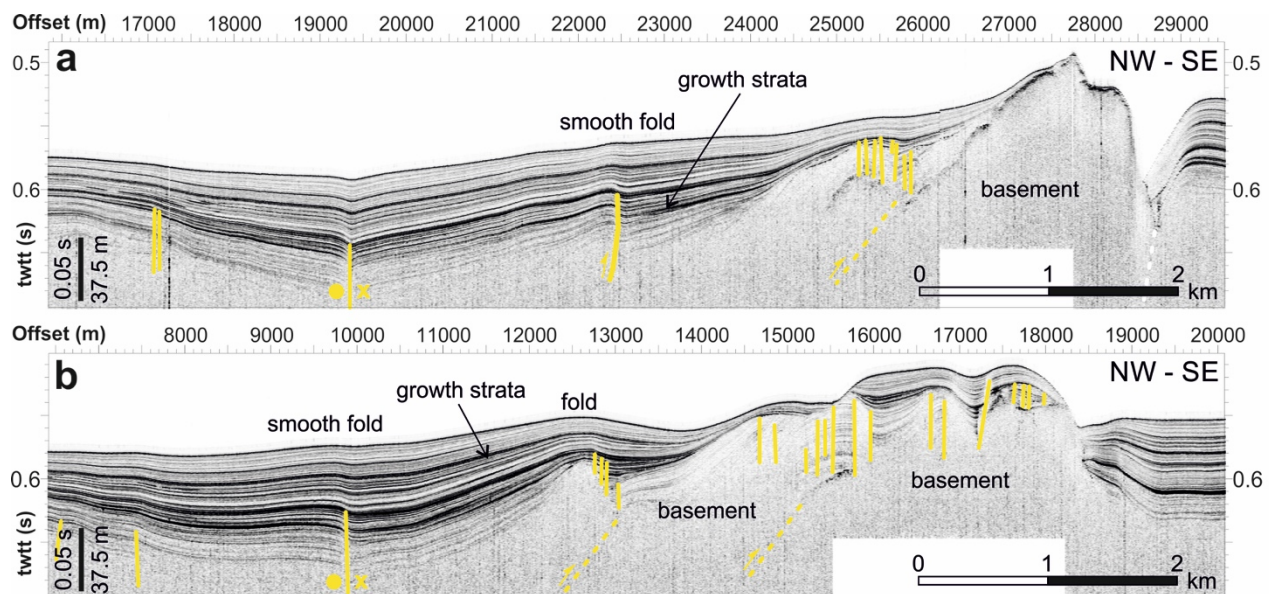 Offset (m) 17000 18000 19000 20000 21000 22000 23000 24000 25000 26000 27000 28000 29000
a
NW - SE
0.5
0.5
growth strata
smooth fold
0.6
0.6
basement
twtt (s)
0.05 s
37.5 m
x
0 1 2
km
Offset (m) 8000 9000 10000 11000 12000 13000 14000 15000 16000 17000 18000 19000 20000
b
NW - SE
growth strata
smooth fold
fold
0.6
0.6
basement
basement
twtt (s)
0.05 s
37.5 m
x
0 1 2
km